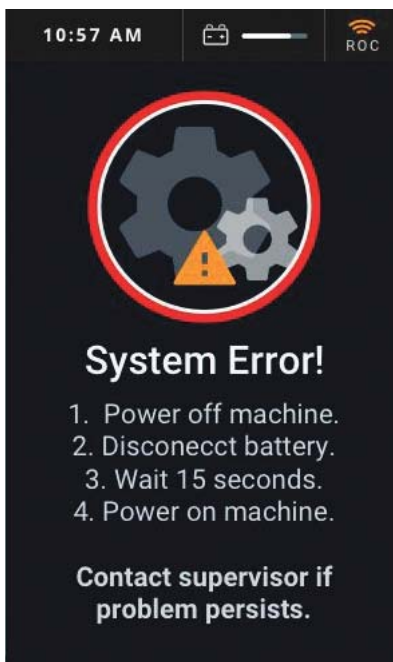 10:57 AM
ROC
System Error!
1. Power off machine.
2. Disconecct battery.
3. Wait 15 seconds.
4. Power on machine.
Contact supervisor if
problem persists.